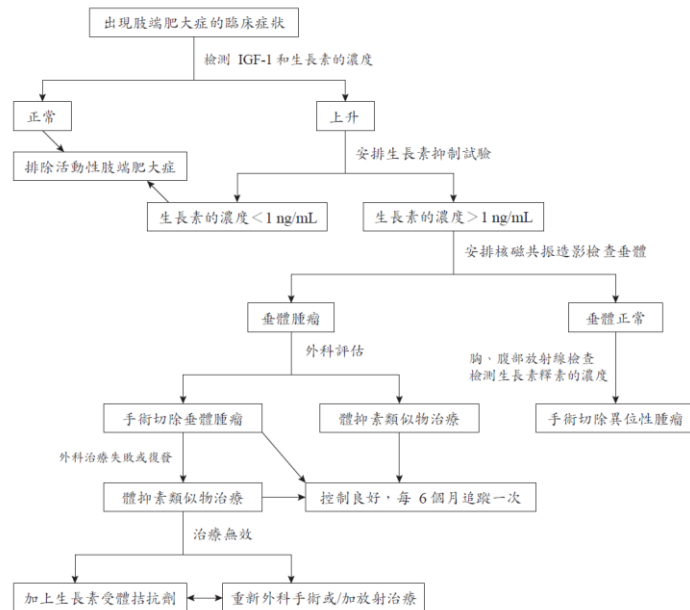 出現肢端肥大症的臨床症狀
檢測 IGF-1 和生長素的濃度
正常
上升
排除活動性肢端肥大症
安排生長素抑制試驗
生長素的濃度<1 ng/mL
生長素的濃度>1 ng/mL
安排核磁共振造影檢查垂體
垂體腫瘤
垂體正常
外科評估
胸、腹部放射線檢查
檢測生長素釋素的濃度
手術切除垂體腫瘤
體抑素類似物治療
手術切除異位性腫瘤
外科治療失敗或復發
體抑素類似物治療
控制良好,每 6 個月追蹤一次
治療無效
加上生長素受體拮抗劑
重新外科手術或/加放射治療